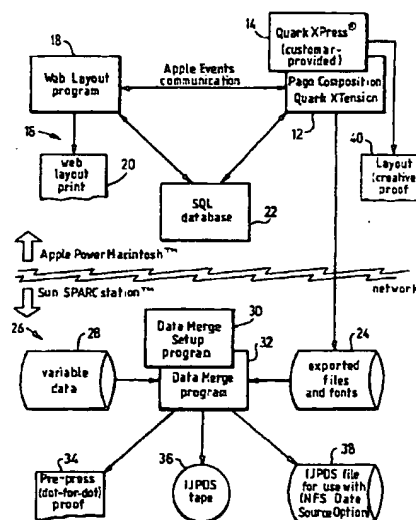 14
Quark XPress®
(customer-
provided)
18
Web Layout
program
Apple Events
communication
Page Composition
Quark XTension
16
12
40
web
layout
print
20
Layout
(creative)
proof
SQL
database
22
Apple Power Macintosh™
network
Sun SPARCstation™
26
28
30
Data Merge
Setup
program
32
24
variable
data
Data Merge
program
exported
files
and fonts
34
36
38
Pre-press
(dot-for-dot)
proof
IJPDS
tape
IJPDS file
for use with
(NFS Date
Source Option)